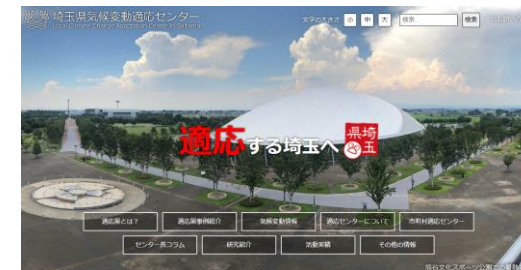 埼玉県気候変動適応センター
Local Climate Change Adaptation Center in Saitama
文字の大きさ 小 中 大 検索... 検索
適応する埼玉へ
埼玉県
適応策とは？ 適応策事例紹介 気候変動情報 適応センターについて 市町村適応センター
センター長コラム 研究紹介 活動実績 その他の情報